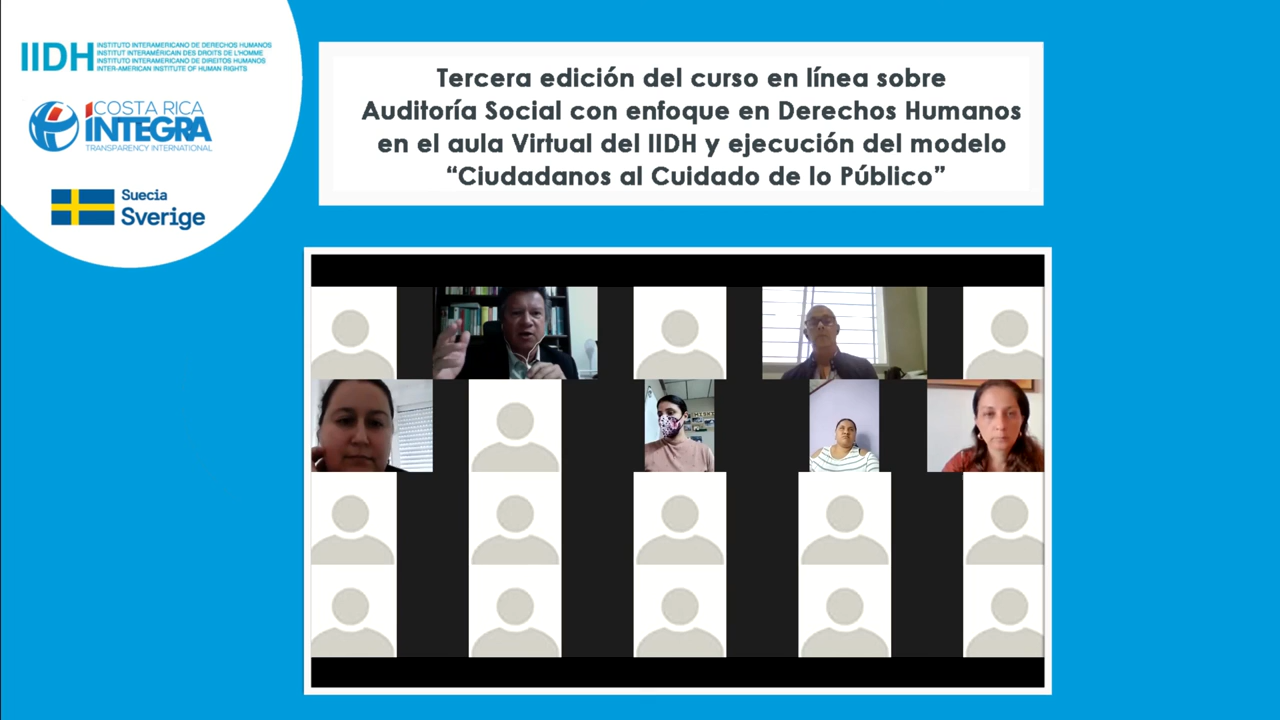 IIDH
INSTITUTO INTERAMERICANO DE DERECHOS HUMANOS
INSTITUT INTERAMÉRICAIN DES DROITS DE L'HOMME
INSTITUTO INTERAMERICANO DE DIREITOS HUMANOS
INTER-AMERICAN INSTITUTE OF HUMAN RIGHTS
COSTA RICA
ÍNTEGRA
TRANSPARENCY INTERNATIONAL
Suecia
Sverige
Tercera edición del curso en línea sobre
Auditoría Social con enfoque en Derechos Humanos
en el aula Virtual del IIDH y ejecución del modelo
“Ciudadanos al Cuidado de lo Público”